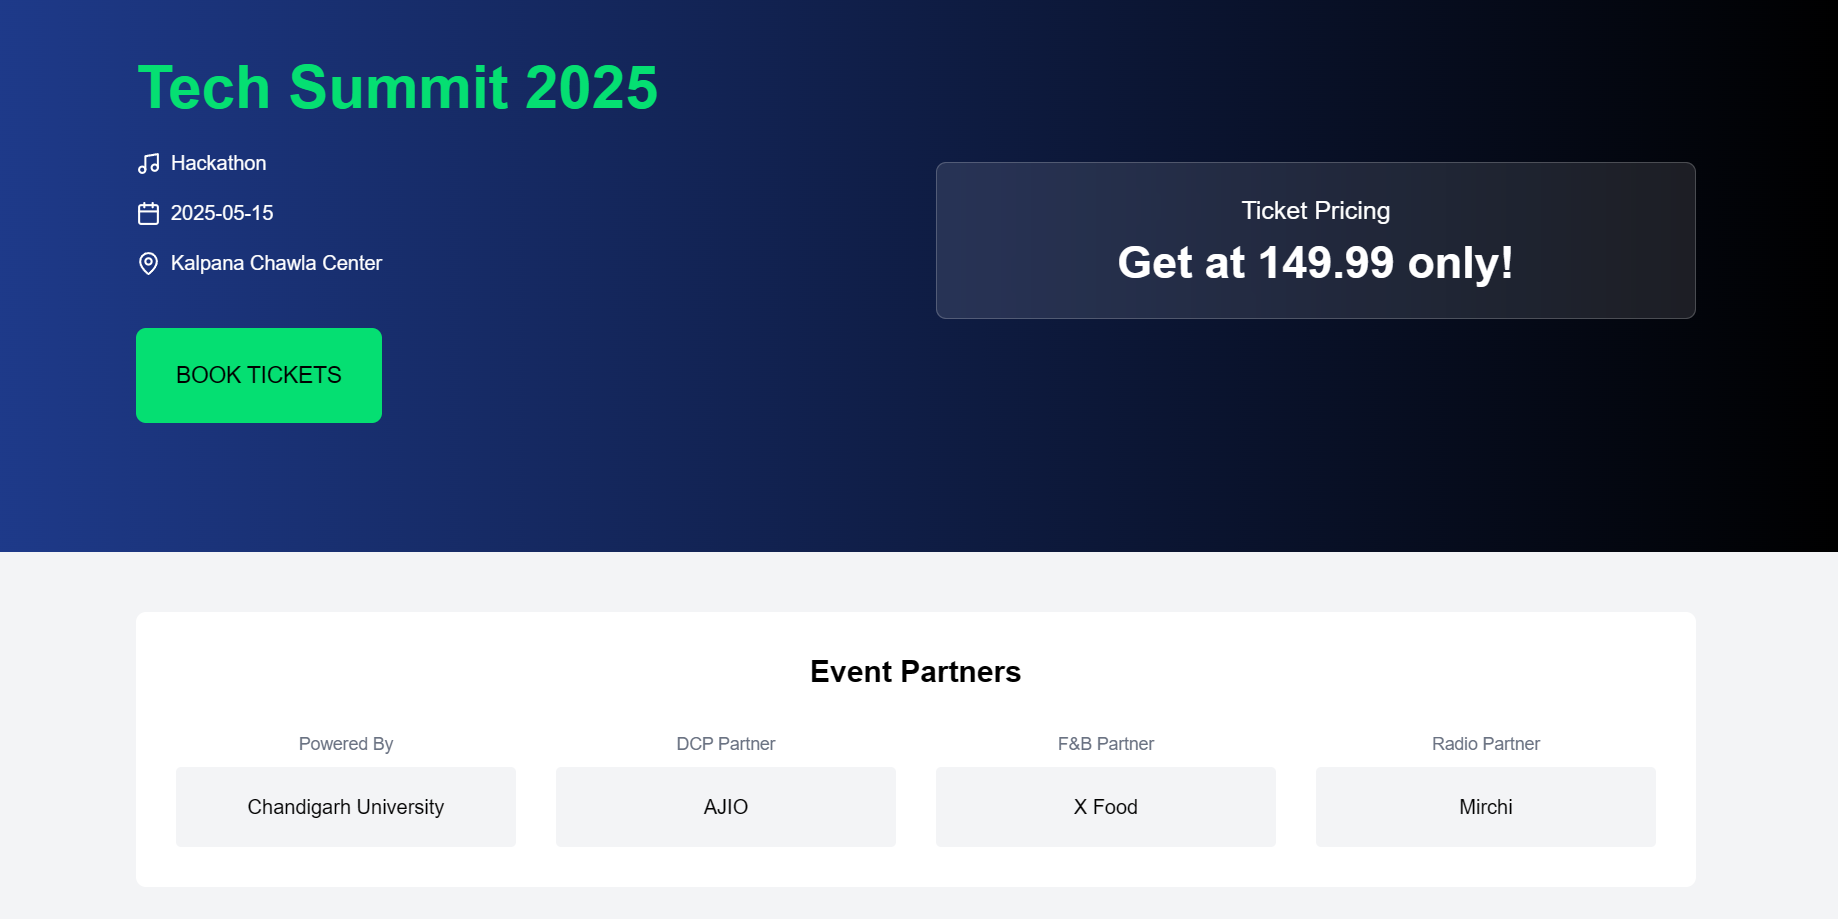 Tech Summit 2025
Hackathon
2025-05-15
Kalpana Chawla Center
BOOK TICKETS
Ticket Pricing
Get at 149.99 only!
Event Partners
Powered By
Chandigarh University
DCP Partner
AJIO
F&B Partner
X Food
Radio Partner
Mirchi